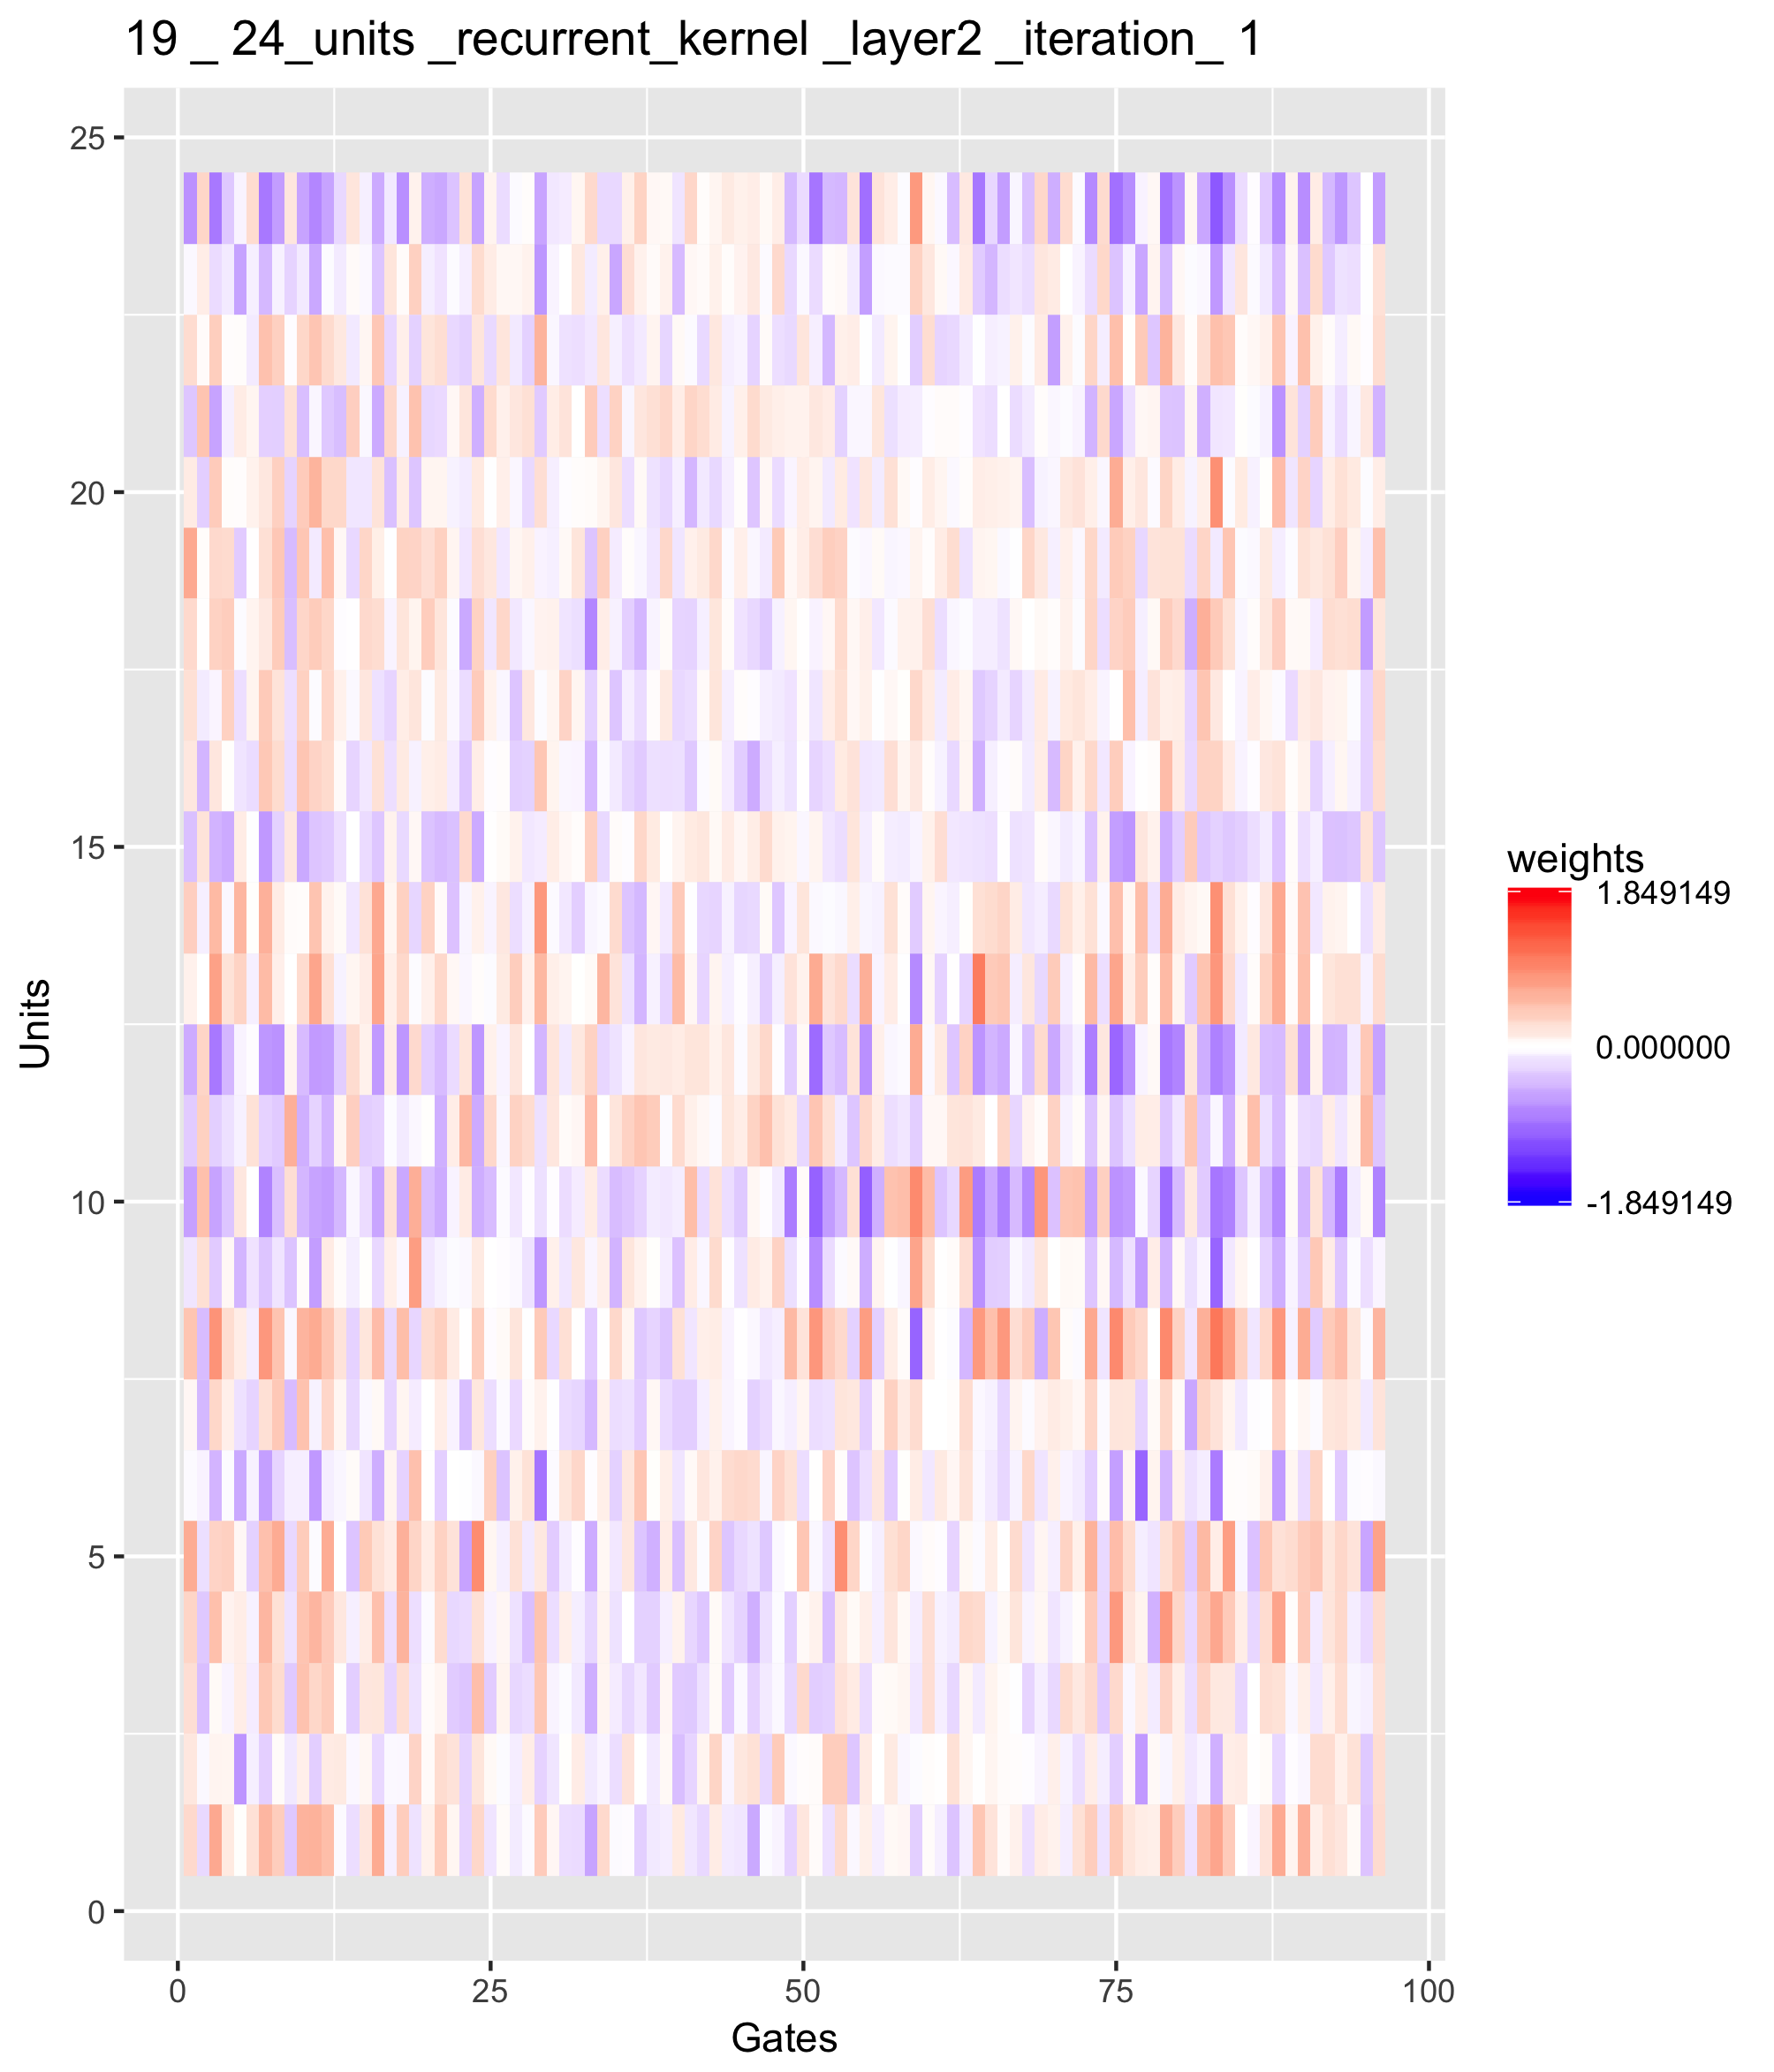 19 _ 24_units _recurrent_kernel _layer2 _iteration_ 1
25
20
15
10
5
0
Units
0 25 50 75 100
Gates
weights
1.849149
0.000000
-1.849149